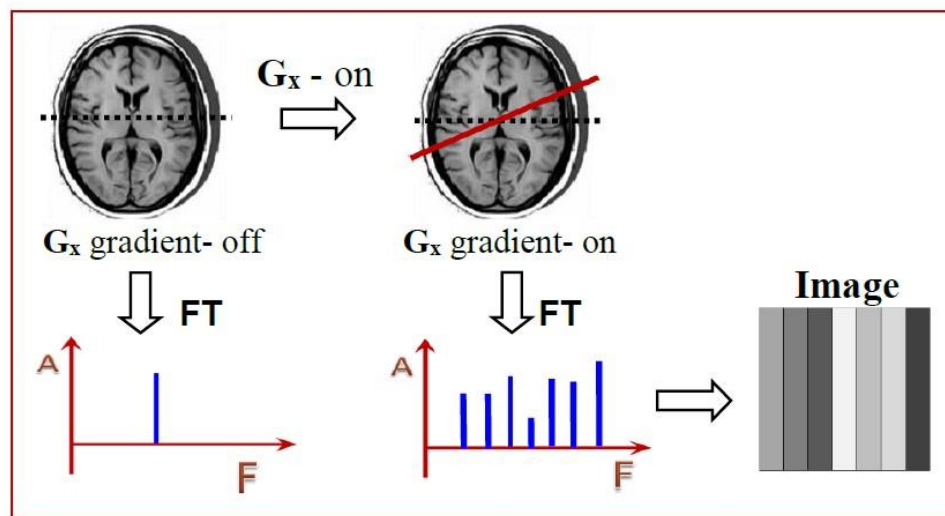 Gx - on
Gx gradient- off
Gx gradient- on
FT
FT
Image
A
F
A
F